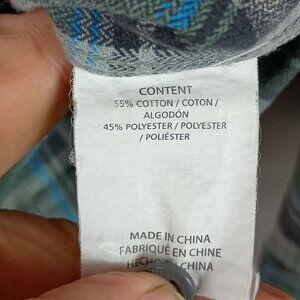 CONTENT
55% COTTON / COTON /
ALGODÓN
45% POLYESTER / POLYESTER
/ POLIÉSTER
MADE IN CHINA
FABRIQUÉ EN CHINE
HECHO EN CHINA